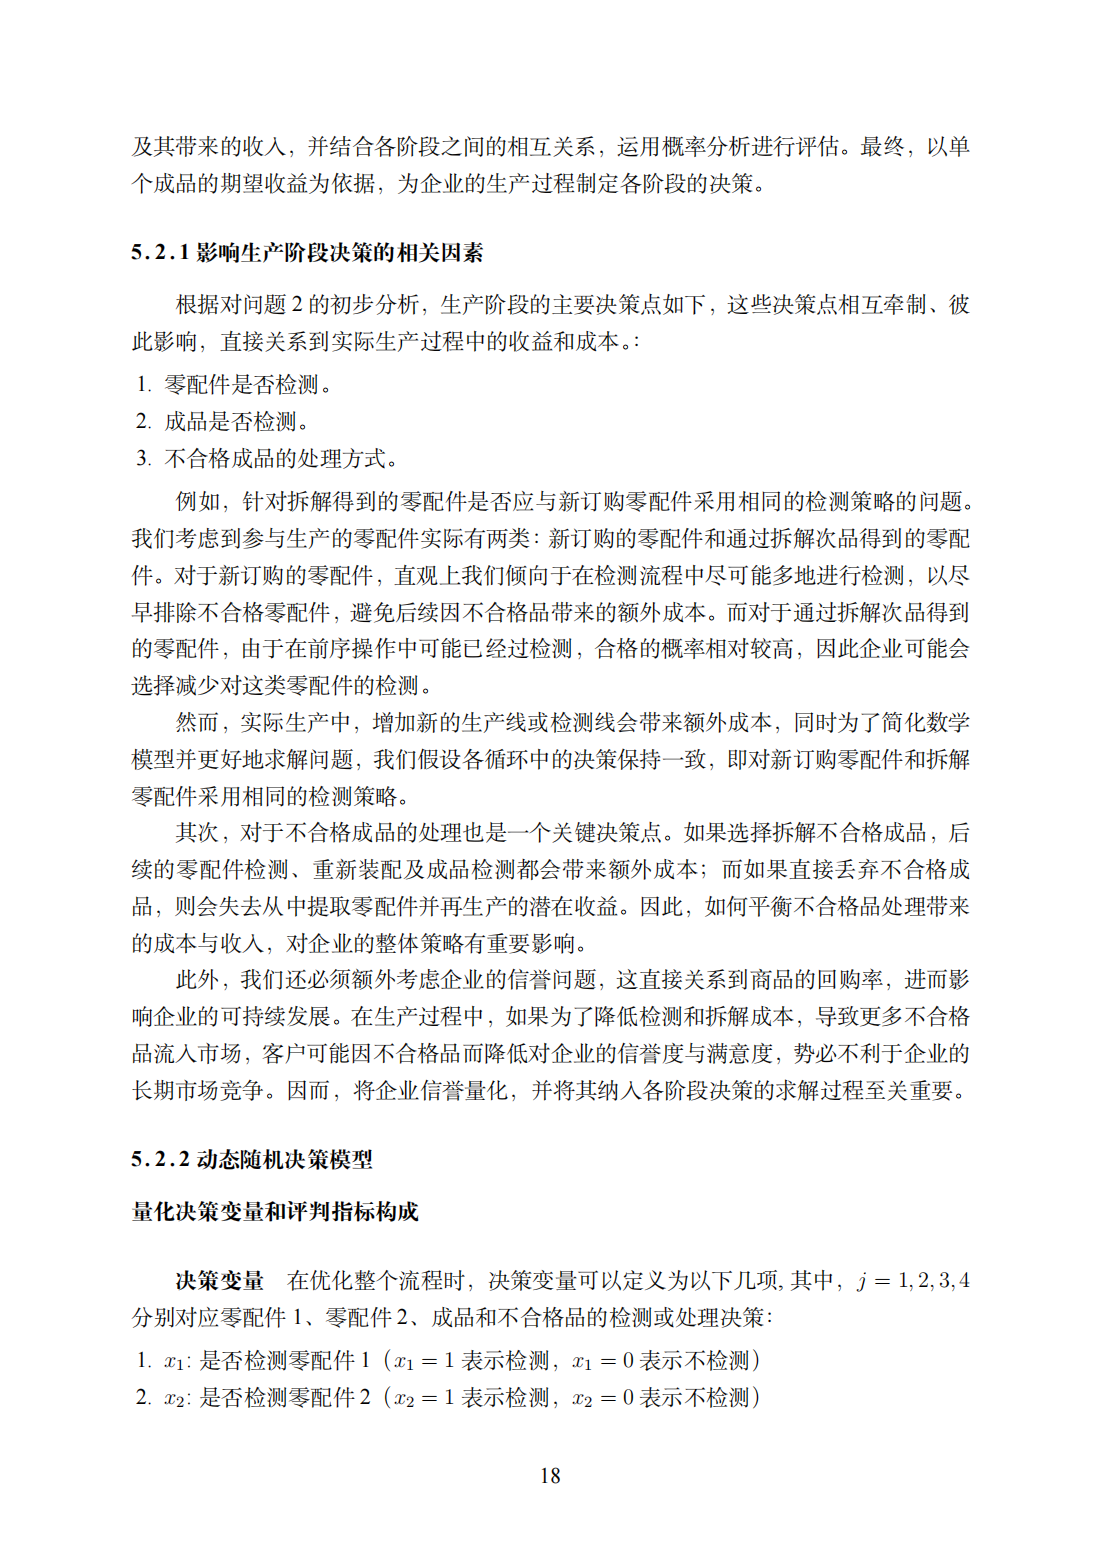 及其带来的收入，并结合各阶段之间的相互关系，运用概率分析进行评估。最终，以单
个成品的期望收益为依据，为企业的生产过程制定各阶段的决策。
5.2.1 影响生产阶段决策的相关因素
根据对问题 2 的初步分析，生产阶段的主要决策点如下，这些决策点相互牵制、彼
此影响，直接关系到实际生产过程中的收益和成本。：
1. 零配件是否检测。
2. 成品是否检测。
3. 不合格成品的处理方式。
例如，针对拆解得到的零配件是否应与新订购零配件采用相同的检测策略的问题。
我们考虑到参与生产的零配件实际有两类：新订购的零配件和通过拆解次品得到的零配
件。对于新订购的零配件，直观上我们倾向于在检测流程中尽可能多地进行检测，以尽
早排除不合格零配件，避免后续因不合格品带来的额外成本。而对于通过拆解次品得到
的零配件，由于在前序操作中可能已经过检测，合格的概率相对较高，因此企业可能会
选择减少对这类零配件的检测。
然而，实际生产中，增加新的生产线或检测线会带来额外成本，同时为了简化数学
模型并更好地求解问题，我们假设各循环中的决策保持一致，即对新订购零配件和拆解
零配件采用相同的检测策略。
其次，对于不合格成品的处理也是一个关键决策点。如果选择拆解不合格成品，后
续的零配件检测、重新装配及成品检测都会带来额外成本；而如果直接丢弃不合格成
品，则会失去从中提取零配件并再生产的潜在收益。因此，如何平衡不合格品处理带来
的成本与收入，对企业的整体策略有重要影响。
此外，我们还必须额外考虑企业的信誉问题，这直接关系到商品的回购率，进而影
响企业的可持续发展。在生产过程中，如果为了降低检测和拆解成本，导致更多不合格
品流入市场，客户可能因不合格品而降低对企业的信誉度与满意度，势必不利于企业的
长期市场竞争。因而，将企业信誉量化，并将其纳入各阶段决策的求解过程至关重要。
5.2.2 动态随机决策模型
量化决策变量和评判指标构成
决策变量 在优化整个流程时，决策变量可以定义为以下几项, 其中，j = 1, 2, 3, 4
分别对应零配件 1、零配件 2、成品和不合格品的检测或处理决策：
1. x₁: 是否检测零配件 1（x₁ = 1 表示检测，x₁ = 0 表示不检测）
2. x₂: 是否检测零配件 2（x₂ = 1 表示检测，x₂ = 0 表示不检测）
18